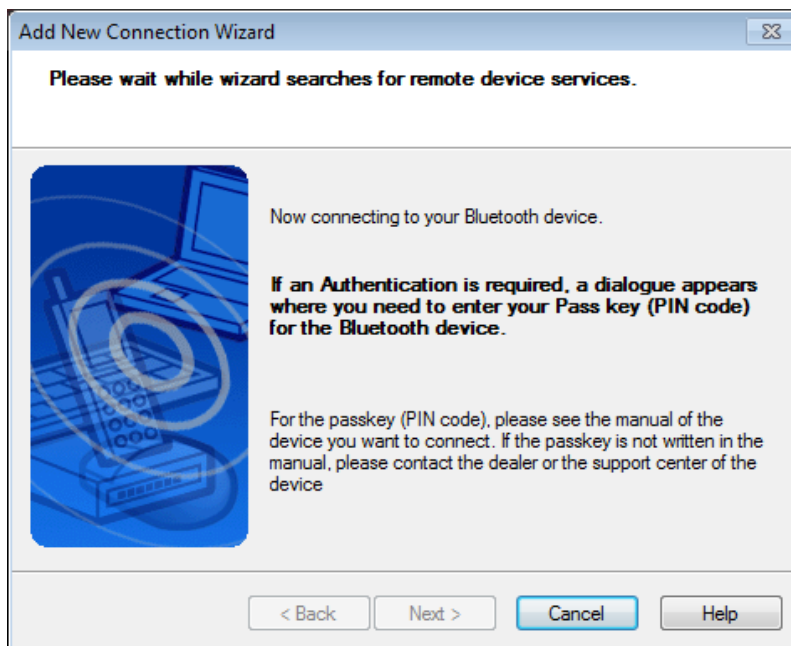 Add New Connection Wizard
Please wait while wizard searches for remote device services.
Now connecting to your Bluetooth device.
If an Authentication is required, a dialogue appears
where you need to enter your Pass key (PIN code)
for the Bluetooth device.
For the passkey (PIN code), please see the manual of the
device you want to connect. If the passkey is not written in the
manual, please contact the dealer or the support center of the
device
< Back Next > Cancel Help